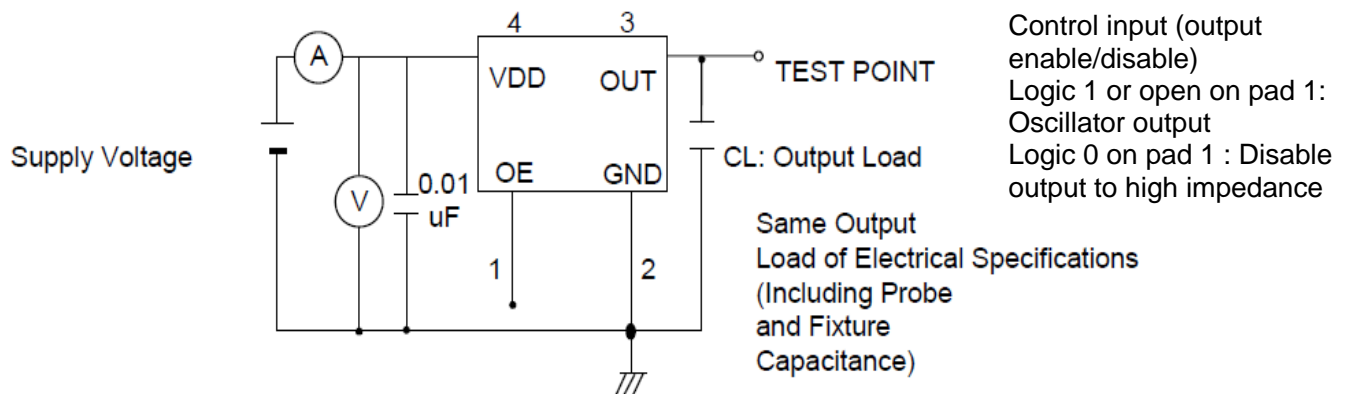 4
3
A
VDD
OUT
TEST POINT
Supply Voltage
CL: Output Load
OE
GND
V
0.01
uF
1
2
Same Output
Load of Electrical Specifications
(Including Probe
and Fixture
Capacitance)
Control input (output
enable/disable)
Logic 1 or open on pad 1:
Oscillator output
Logic 0 on pad 1 : Disable
output to high impedance